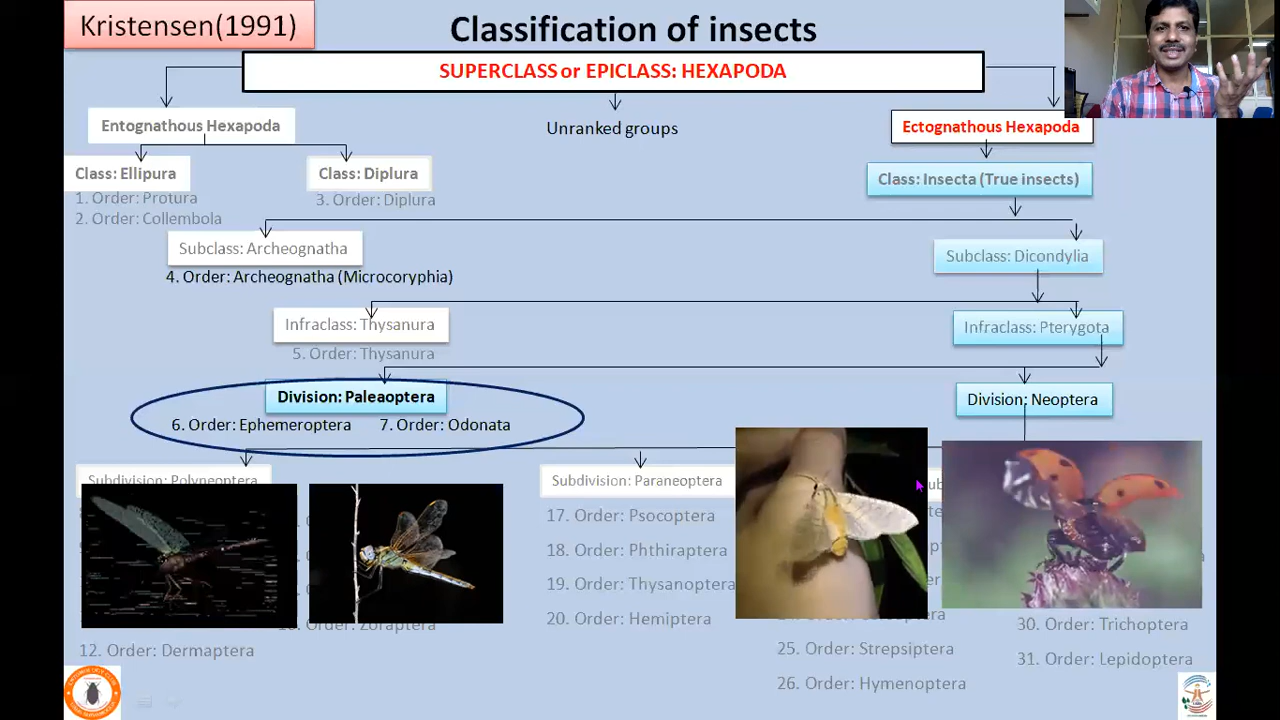 Kristensen(1991)
Classification of insects
SUPERCLASS or EPICLASS: HEXAPODA
Entognathous Hexapoda
Unranked groups
Ectognathous Hexapoda
Class: Ellipura
Class: Diplura
Class: Insecta (True insects)
1. Order: Protura
3. Order: Diplura
2. Order: Collembola
Subclass: Archeognatha
Subclass: Dicondylia
4. Order: Archeognatha (Microcoryphia)
Infraclass: Thysanura
Infraclass: Pterygota
5. Order: Thysanura
Division: Paleaoptera
Division: Neoptera
6. Order: Ephemeroptera
7. Order: Odonata
Subdivision: Polyneoptera
Subdivision: Paraneoptera
17. Order: Psocoptera
18. Order: Phthiraptera
19. Order: Thysanoptera
20. Order: Hemiptera
Order: Zoraptera
30. Order: Trichoptera
12. Order: Dermaptera
25. Order: Strepsiptera
31. Order: Lepidoptera
26. Order: Hymenoptera